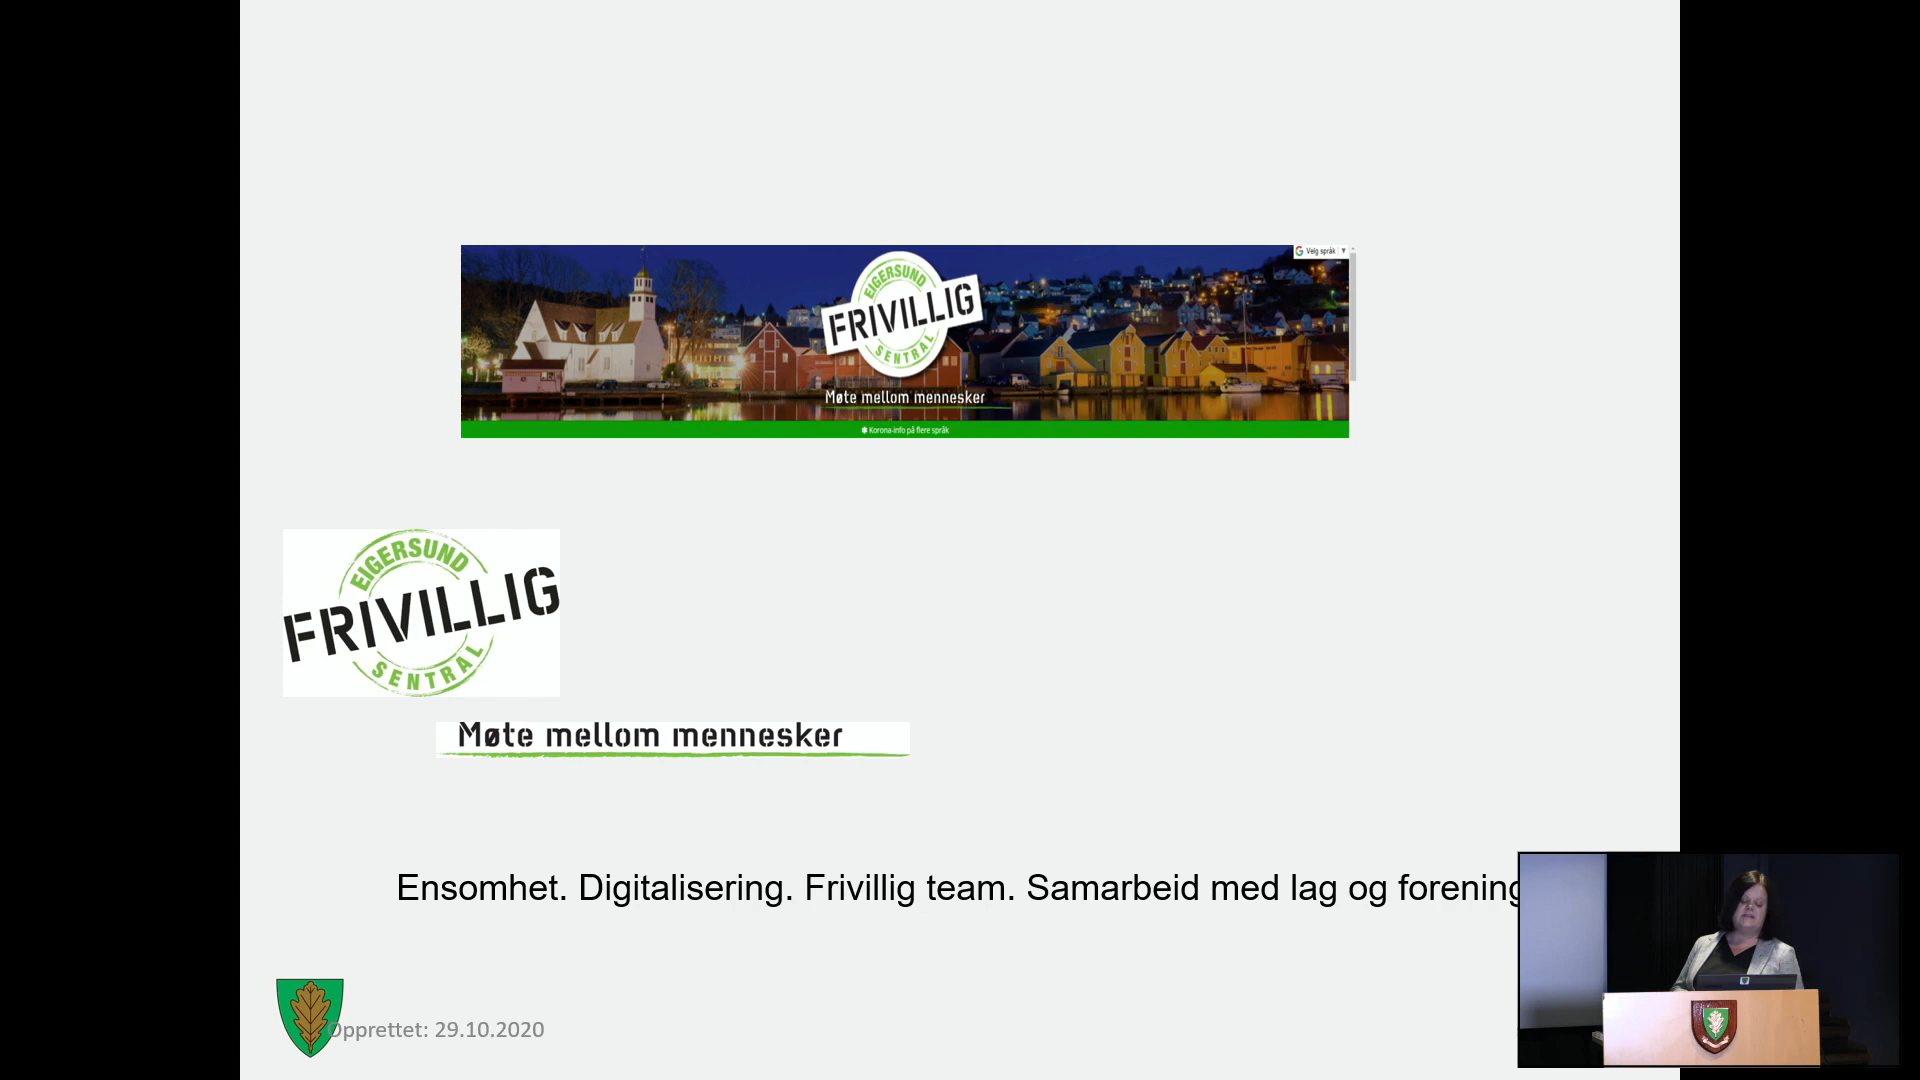 Velg språk
EIGERSUND
FRIVILLIG
SENTRAL
Møte mellom mennesker
✽ Korona-info på flere språk
EIGERSUND
FRIVILLIG
SENTRAL
Møte mellom mennesker
Ensomhet. Digitalisering. Frivillig team. Samarbeid med lag og forening
Opprettet: 29.10.2020